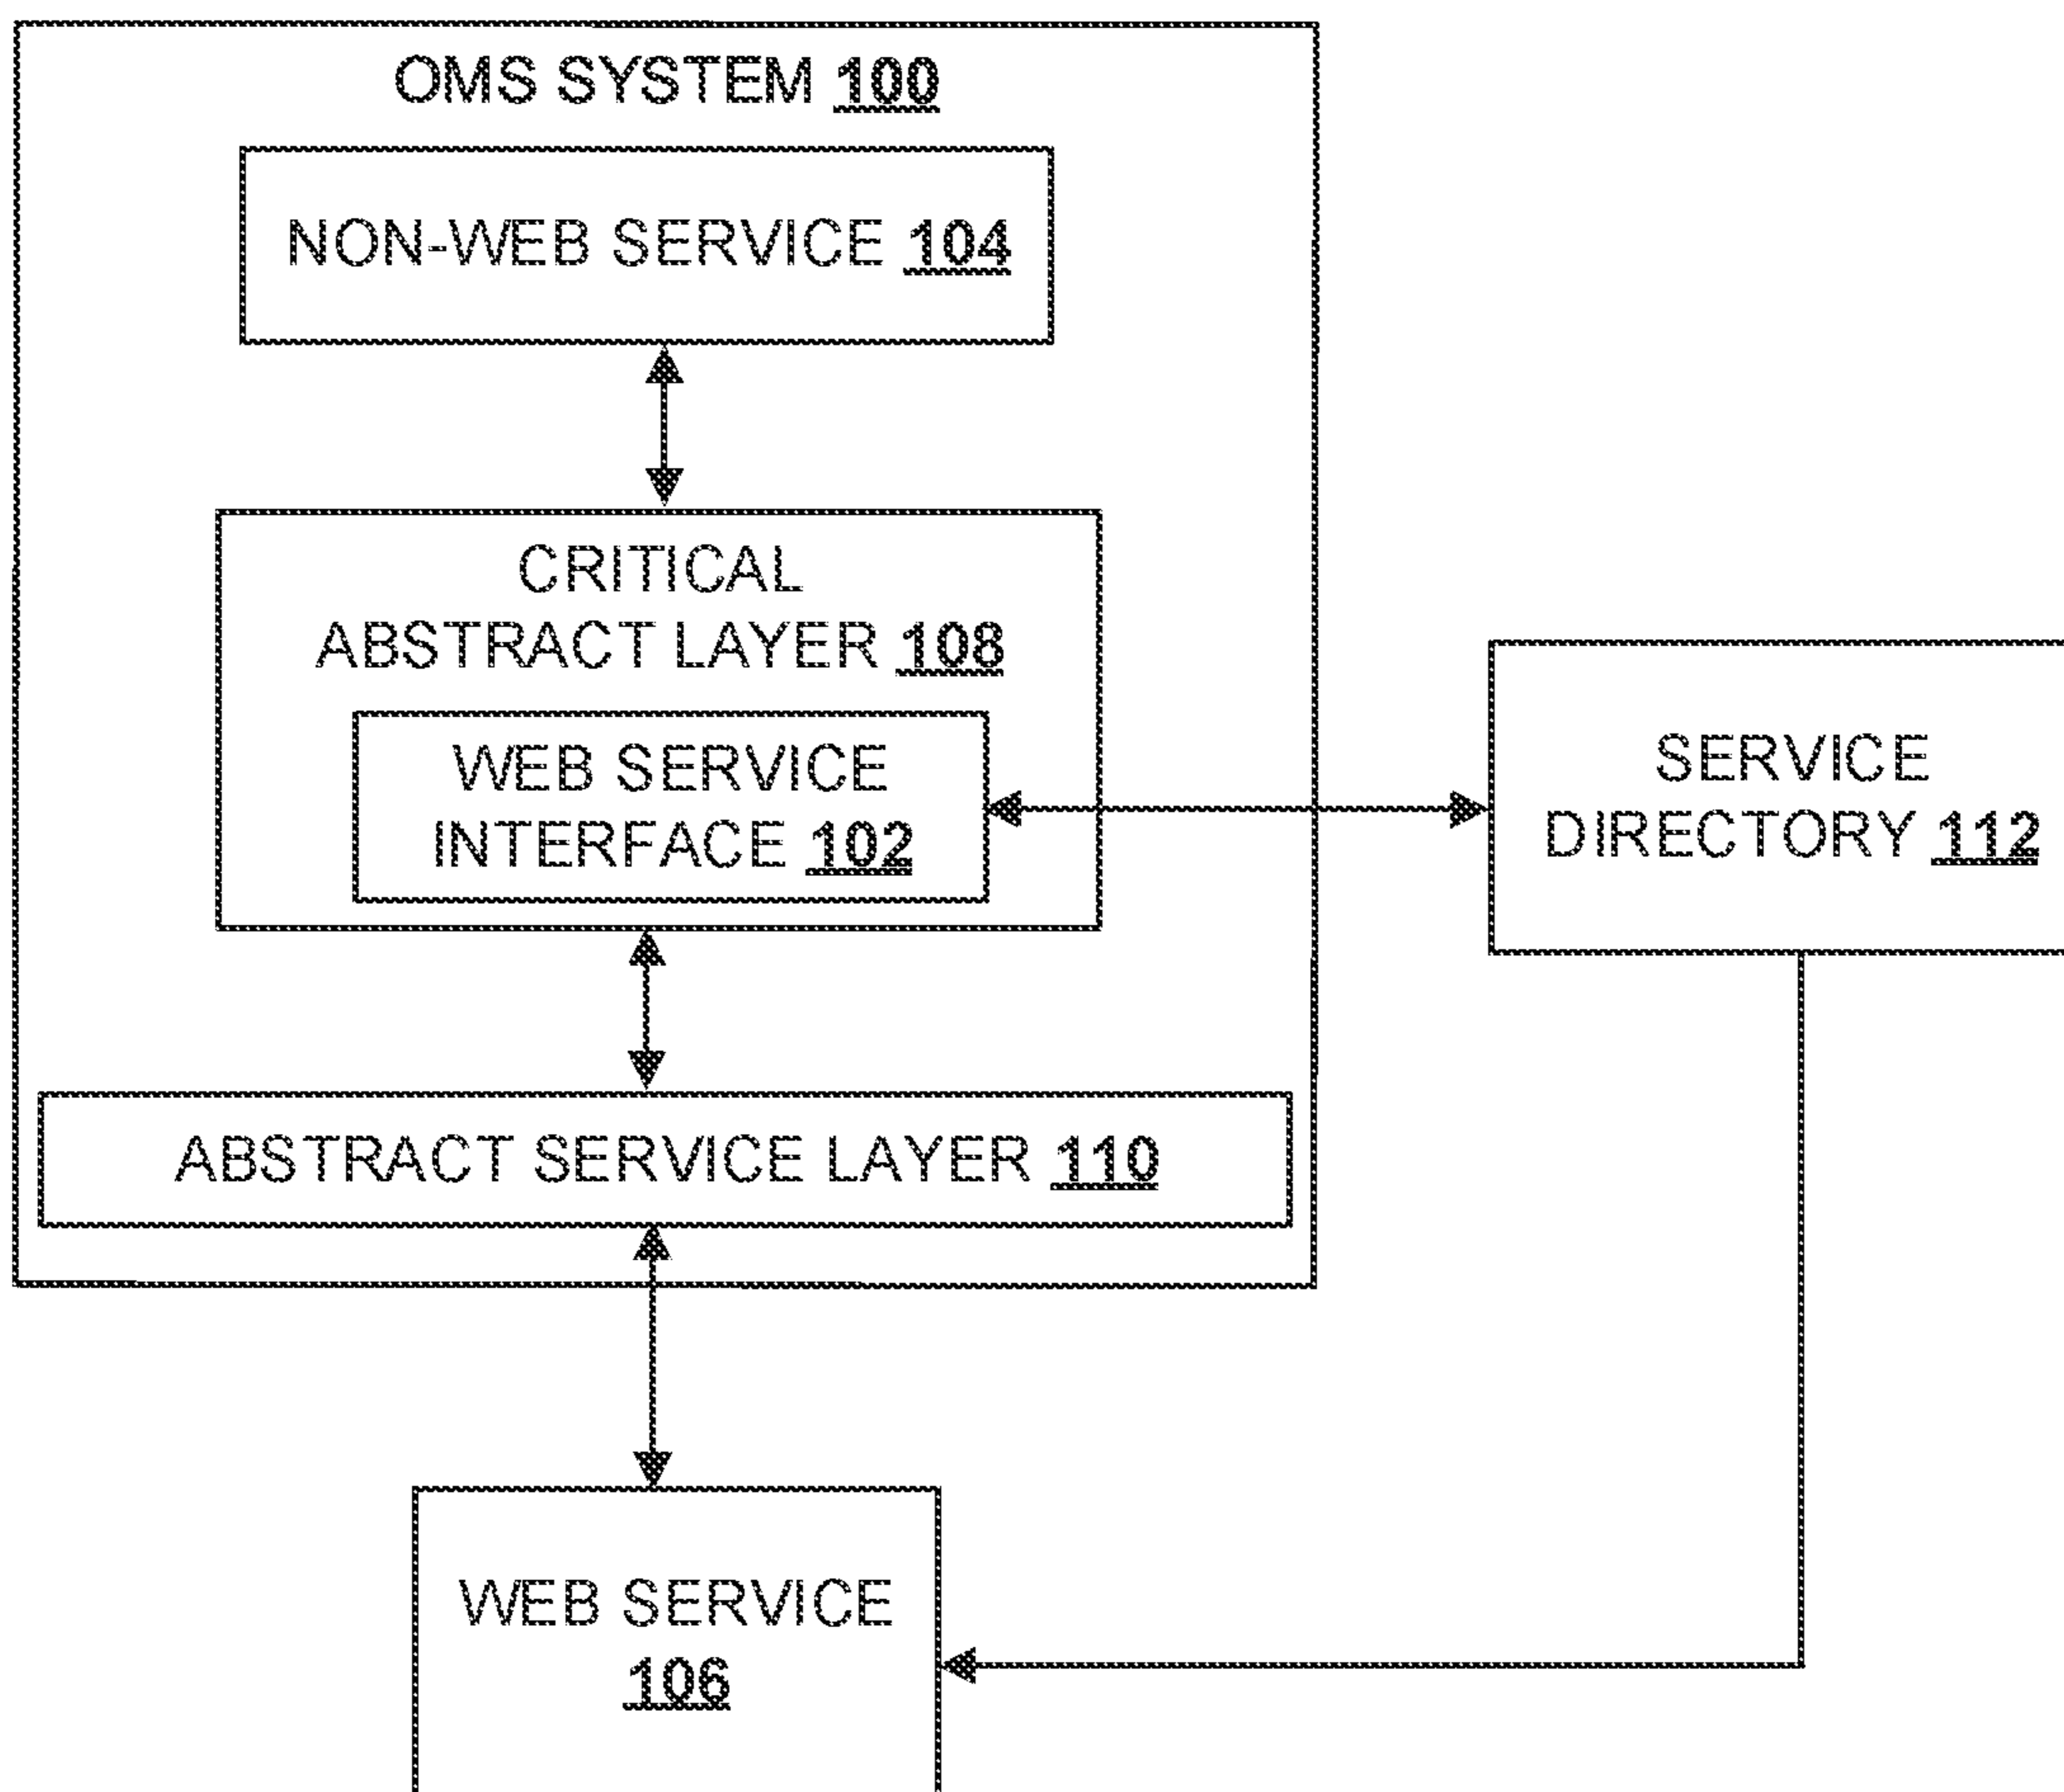 OMS SYSTEM 100
NON-WEB SERVICE 104
CRITICAL
ABSTRACT LAYER 108
WEB SERVICE
INTERFACE 102
SERVICE
DIRECTORY 112
ABSTRACT SERVICE LAYER 110
WEB SERVICE
106